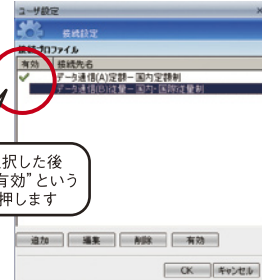 ユーザ設定
接続設定
接続プロファイル
有効 接続先名
データ通信(A)定額－国内定額制
データ通信(B)従量－国内・国際従量制
択した後
有効”という
押します
追加 編集 削除 有効
OK キャンセル